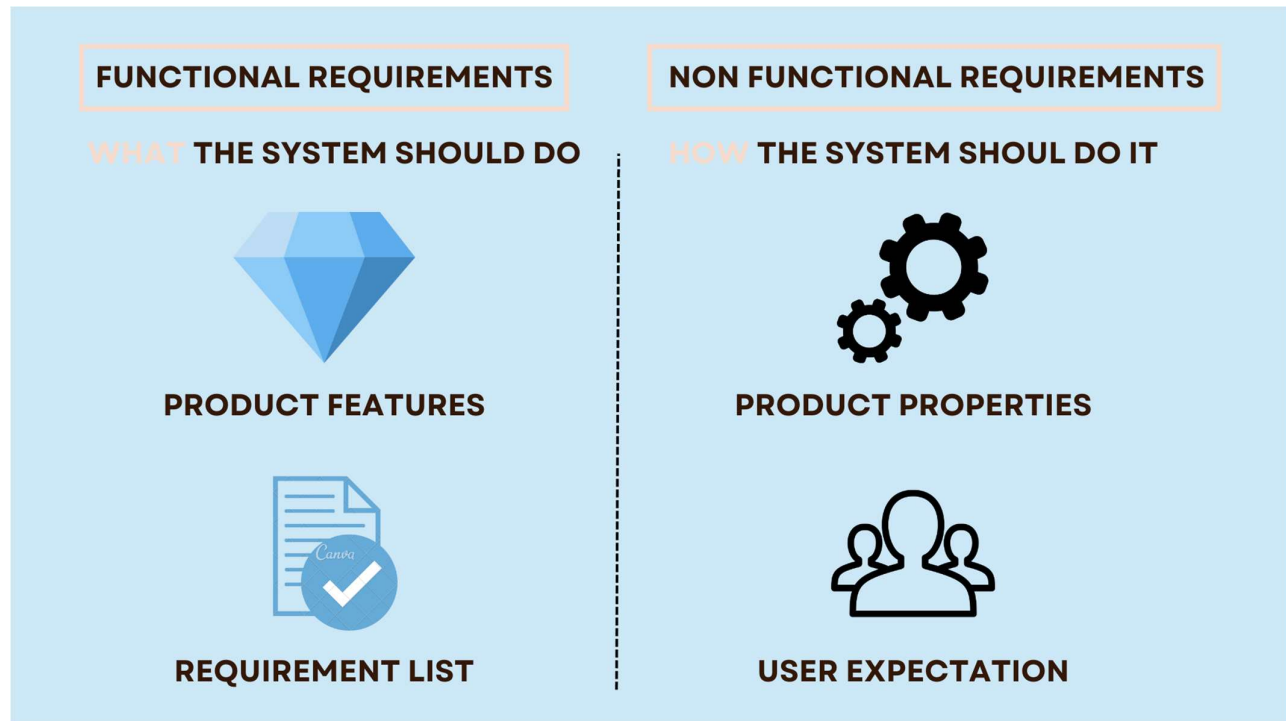 FUNCTIONAL REQUIREMENTS
WHAT THE SYSTEM SHOULD DO
PRODUCT FEATURES
Canva
REQUIREMENT LIST
NON FUNCTIONAL REQUIREMENTS
HOW THE SYSTEM SHOUL DO IT
PRODUCT PROPERTIES
USER EXPECTATION